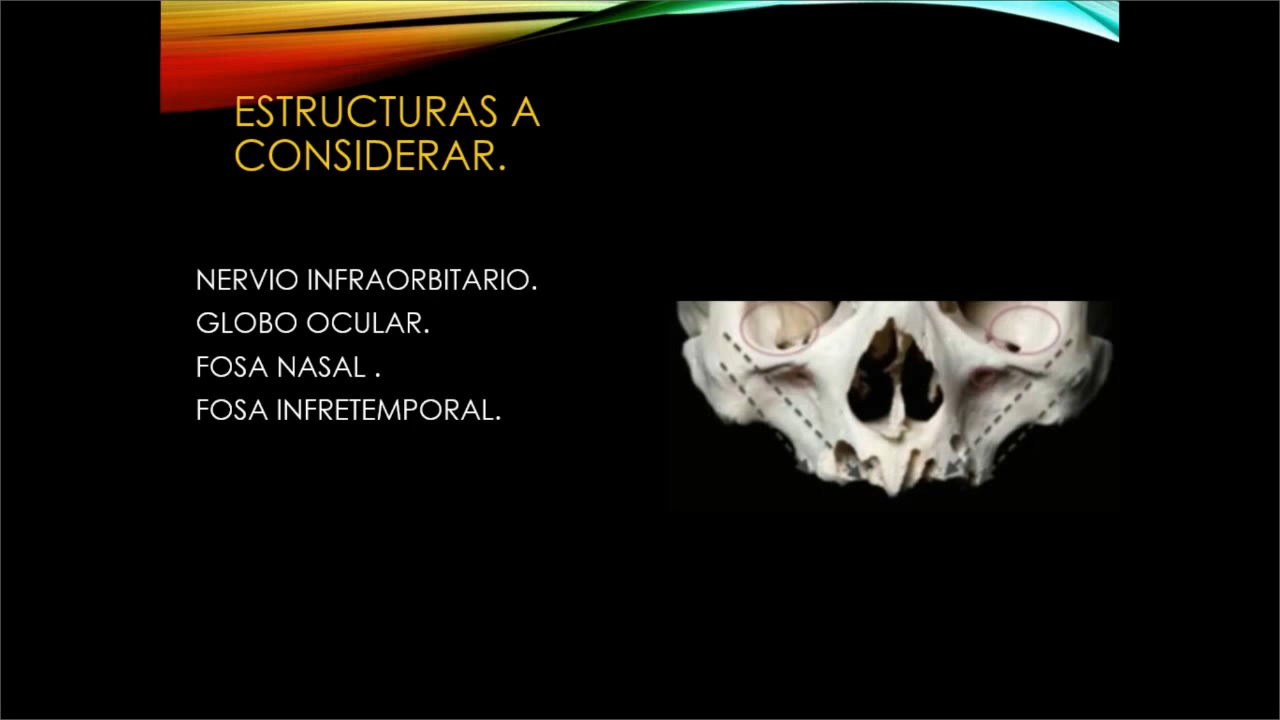 ESTRUCTURAS A
CONSIDERAR.
NERVIO INFRAORBITARIO.
GLOBO OCULAR.
FOSA NASAL .
FOSA INFRETEMPORAL.